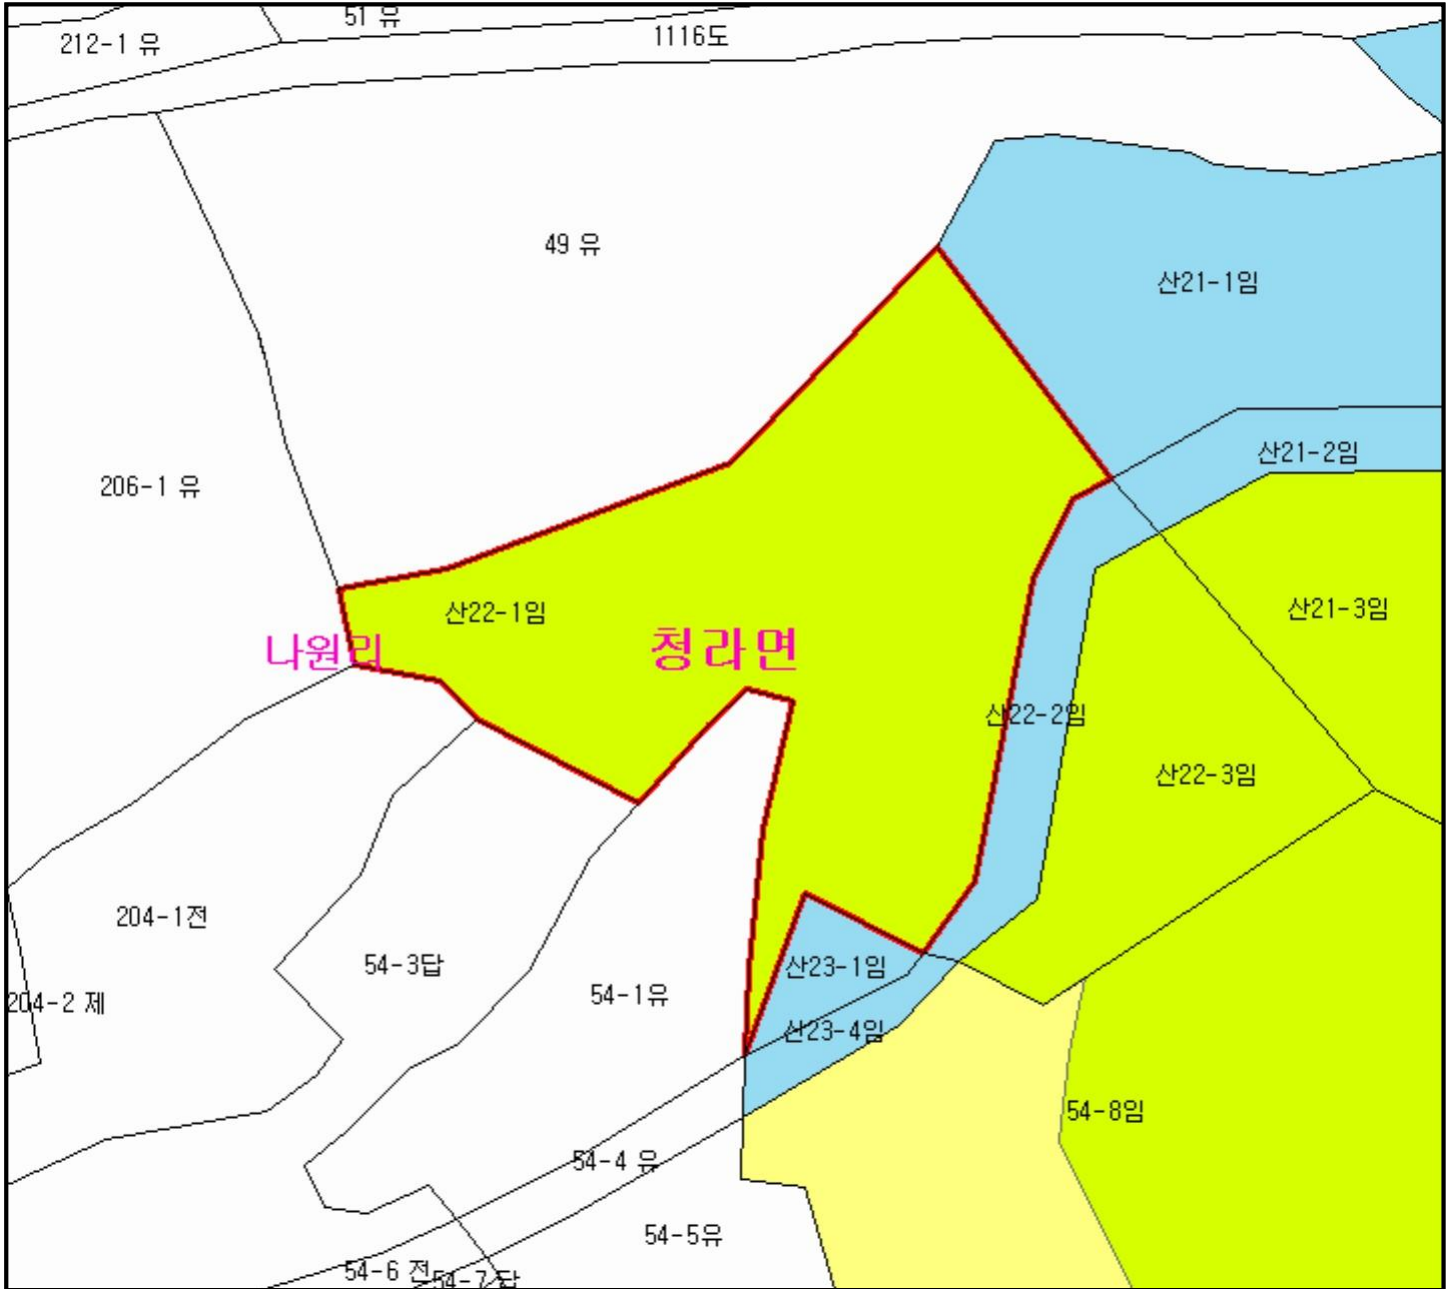 51 유
212-1 유
1116도
49 유
산21-1임
산21-2임
206-1 유
산22-1임
산21-3임
나원리
청라면
산22-2임
산22-3임
204-1전
54-3답
산23-1임
54-1유
204-2 제
산23-4임
54-8임
54-4 유
54-5유
54-6 전
54-7 답